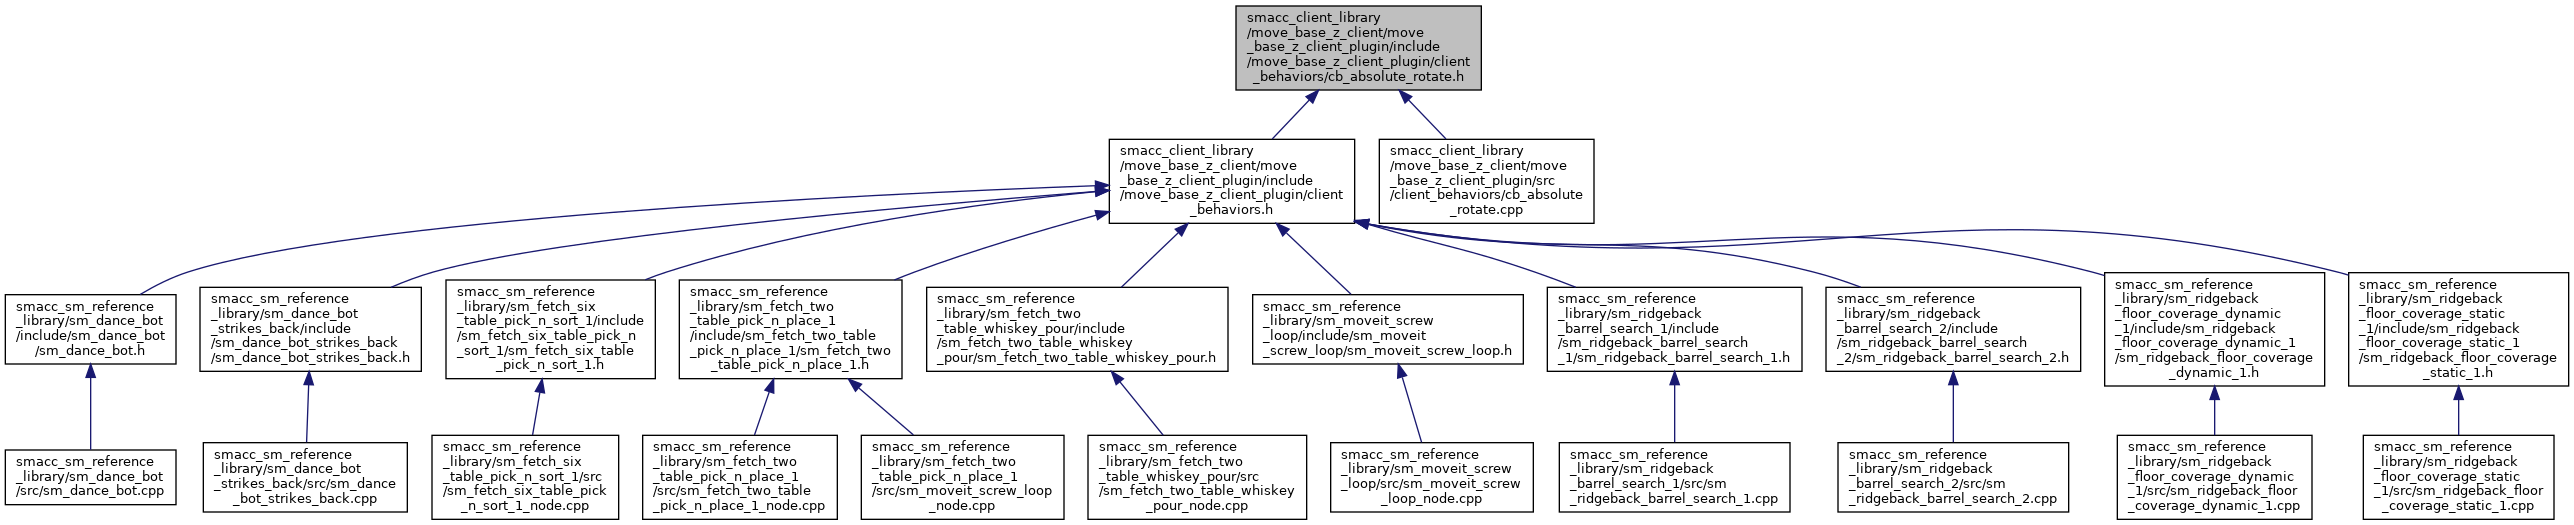 smacc_client_library
/move_base_z_client/move
_base_z_client_plugin/include
/move_base_z_client_plugin/client
_behaviors/cb_absolute_rotate.h
smacc_client_library
/move_base_z_client/move
_base_z_client_plugin/include
/move_base_z_client_plugin/client
_behaviors.h
smacc_client_library
/move_base_z_client/move
_base_z_client_plugin/src
/client_behaviors/cb_absolute
_rotate.cpp
smacc_sm_reference
_library/sm_dance_bot
/include/sm_dance_bot
/sm_dance_bot.h
smacc_sm_reference
_library/sm_dance_bot
_strikes_back/include
/sm_dance_bot_strikes_back
/sm_dance_bot_strikes_back.h
smacc_sm_reference
_library/sm_fetch_six
_table_pick_n_sort_1/include
/sm_fetch_six_table_pick_n
_sort_1/sm_fetch_six_table
_pick_n_sort_1.h
smacc_sm_reference
_library/sm_fetch_two
_table_pick_n_place_1
/include/sm_fetch_two_table
_pick_n_place_1/sm_fetch_two
_table_pick_n_place_1.h
smacc_sm_reference
_library/sm_fetch_two
_table_whiskey_pour/include
/sm_fetch_two_table_whiskey
_pour/sm_fetch_two_table_whiskey_pour.h
smacc_sm_reference
_library/sm_moveit_screw
_loop/include/sm_moveit
_screw_loop/sm_moveit_screw_loop.h
smacc_sm_reference
_library/sm_ridgeback
_barrel_search_1/include
/sm_ridgeback_barrel_search
_1/sm_ridgeback_barrel_search_1.h
smacc_sm_reference
_library/sm_ridgeback
_barrel_search_2/include
/sm_ridgeback_barrel_search
_2/sm_ridgeback_barrel_search_2.h
smacc_sm_reference
_library/sm_ridgeback
_floor_coverage_dynamic
_1/include/sm_ridgeback
_floor_coverage_dynamic_1
/sm_ridgeback_floor_coverage
_dynamic_1.h
smacc_sm_reference
_library/sm_ridgeback
_floor_coverage_static
_1/include/sm_ridgeback
_floor_coverage_static_1
/sm_ridgeback_floor_coverage
_static_1.h
smacc_sm_reference
_library/sm_dance_bot
/src/sm_dance_bot.cpp
smacc_sm_reference
_library/sm_dance_bot
_strikes_back/src/sm_dance
_bot_strikes_back.cpp
smacc_sm_reference
_library/sm_fetch_six
_table_pick_n_sort_1/src
/sm_fetch_six_table_pick
_n_sort_1_node.cpp
smacc_sm_reference
_library/sm_fetch_two
_table_pick_n_place_1
/src/sm_fetch_two_table
_pick_n_place_1_node.cpp
smacc_sm_reference
_library/sm_fetch_two
_table_pick_n_place_1
/src/sm_moveit_screw_loop
_node.cpp
smacc_sm_reference
_library/sm_fetch_two
_table_whiskey_pour/src
/sm_fetch_two_table_whiskey
_pour_node.cpp
smacc_sm_reference
_library/sm_moveit_screw
_loop/src/sm_moveit_screw
_loop_node.cpp
smacc_sm_reference
_library/sm_ridgeback
_barrel_search_1/src/sm
_ridgeback_barrel_search_1.cpp
smacc_sm_reference
_library/sm_ridgeback
_barrel_search_2/src/sm
_ridgeback_barrel_search_2.cpp
smacc_sm_reference
_library/sm_ridgeback
_floor_coverage_dynamic
_1/src/sm_ridgeback_floor
_coverage_dynamic_1.cpp
smacc_sm_reference
_library/sm_ridgeback
_floor_coverage_static
_1/src/sm_ridgeback_floor
_coverage_static_1.cpp